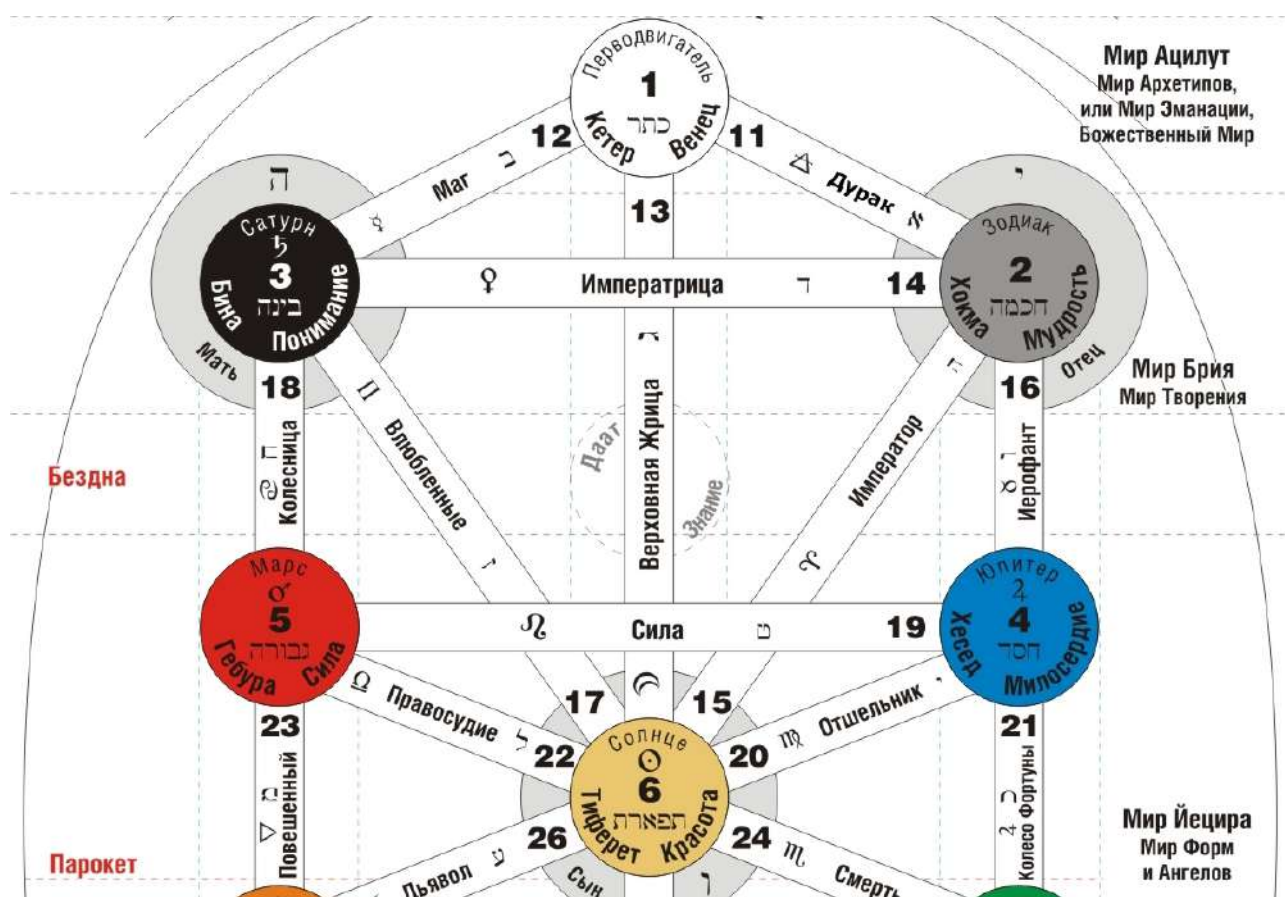 Мир Ацилут
Мир Архетипов,
или Мир Эманации,
Божественный Мир
Перводвигатель
1
כתר
Кетер Венец
12
ב
Маг
☿
11
🜁
Дурак
א
13
ה
Сатурн
♄
3
בינה
Бина Понимание
Мать
י
Зодиак
2
חכמה
Хокма Мудрость
Отец
♀ Императрица ד 14
Мир Брия
Мир Творения
18
ח
♋
Колесница
П
Влюбленные
ז
17
ג
Верховная Жрица
☾
Даат
Знание
ה
Император
♈
15
16
ו
♉
Иерофант
Бездна
Марс
♂
5
גבורה
Гебура Сила
♌ Сила ט 19
Юпитер
♃
4
חסד
Хесед Милосердие
♎ Правосудие ל 22
20 ♍ Отшельник י
23
מ
🜄
Повешенный
21
כ
♃
Колесо Фортуны
Солнце
☉
6
תפארת
Тиферет Красота
26
ע
Дьявол
24
♏
Смерть
Сын
ו
Мир Йецира
Мир Форм
и Ангелов
Парокет